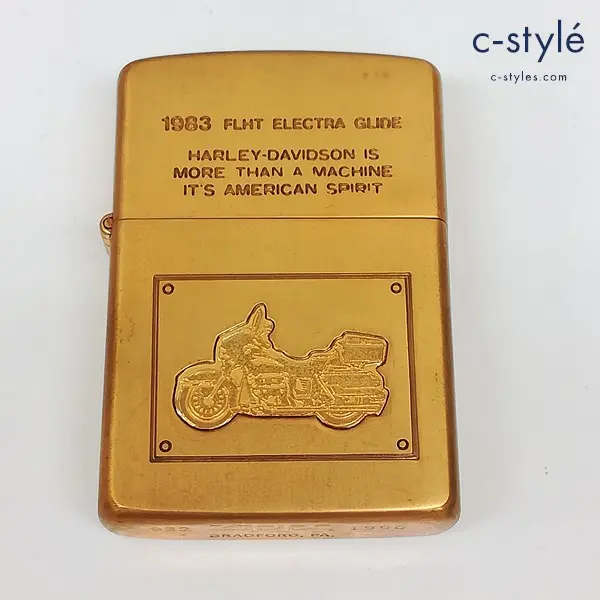 c-stylé
c-styles.com
1983 FLHT ELECTRA GLIDE
HARLEY-DAVIDSON IS
MORE THAN A MACHINE
IT'S AMERICAN SPIRIT
BRADFORD, PA.